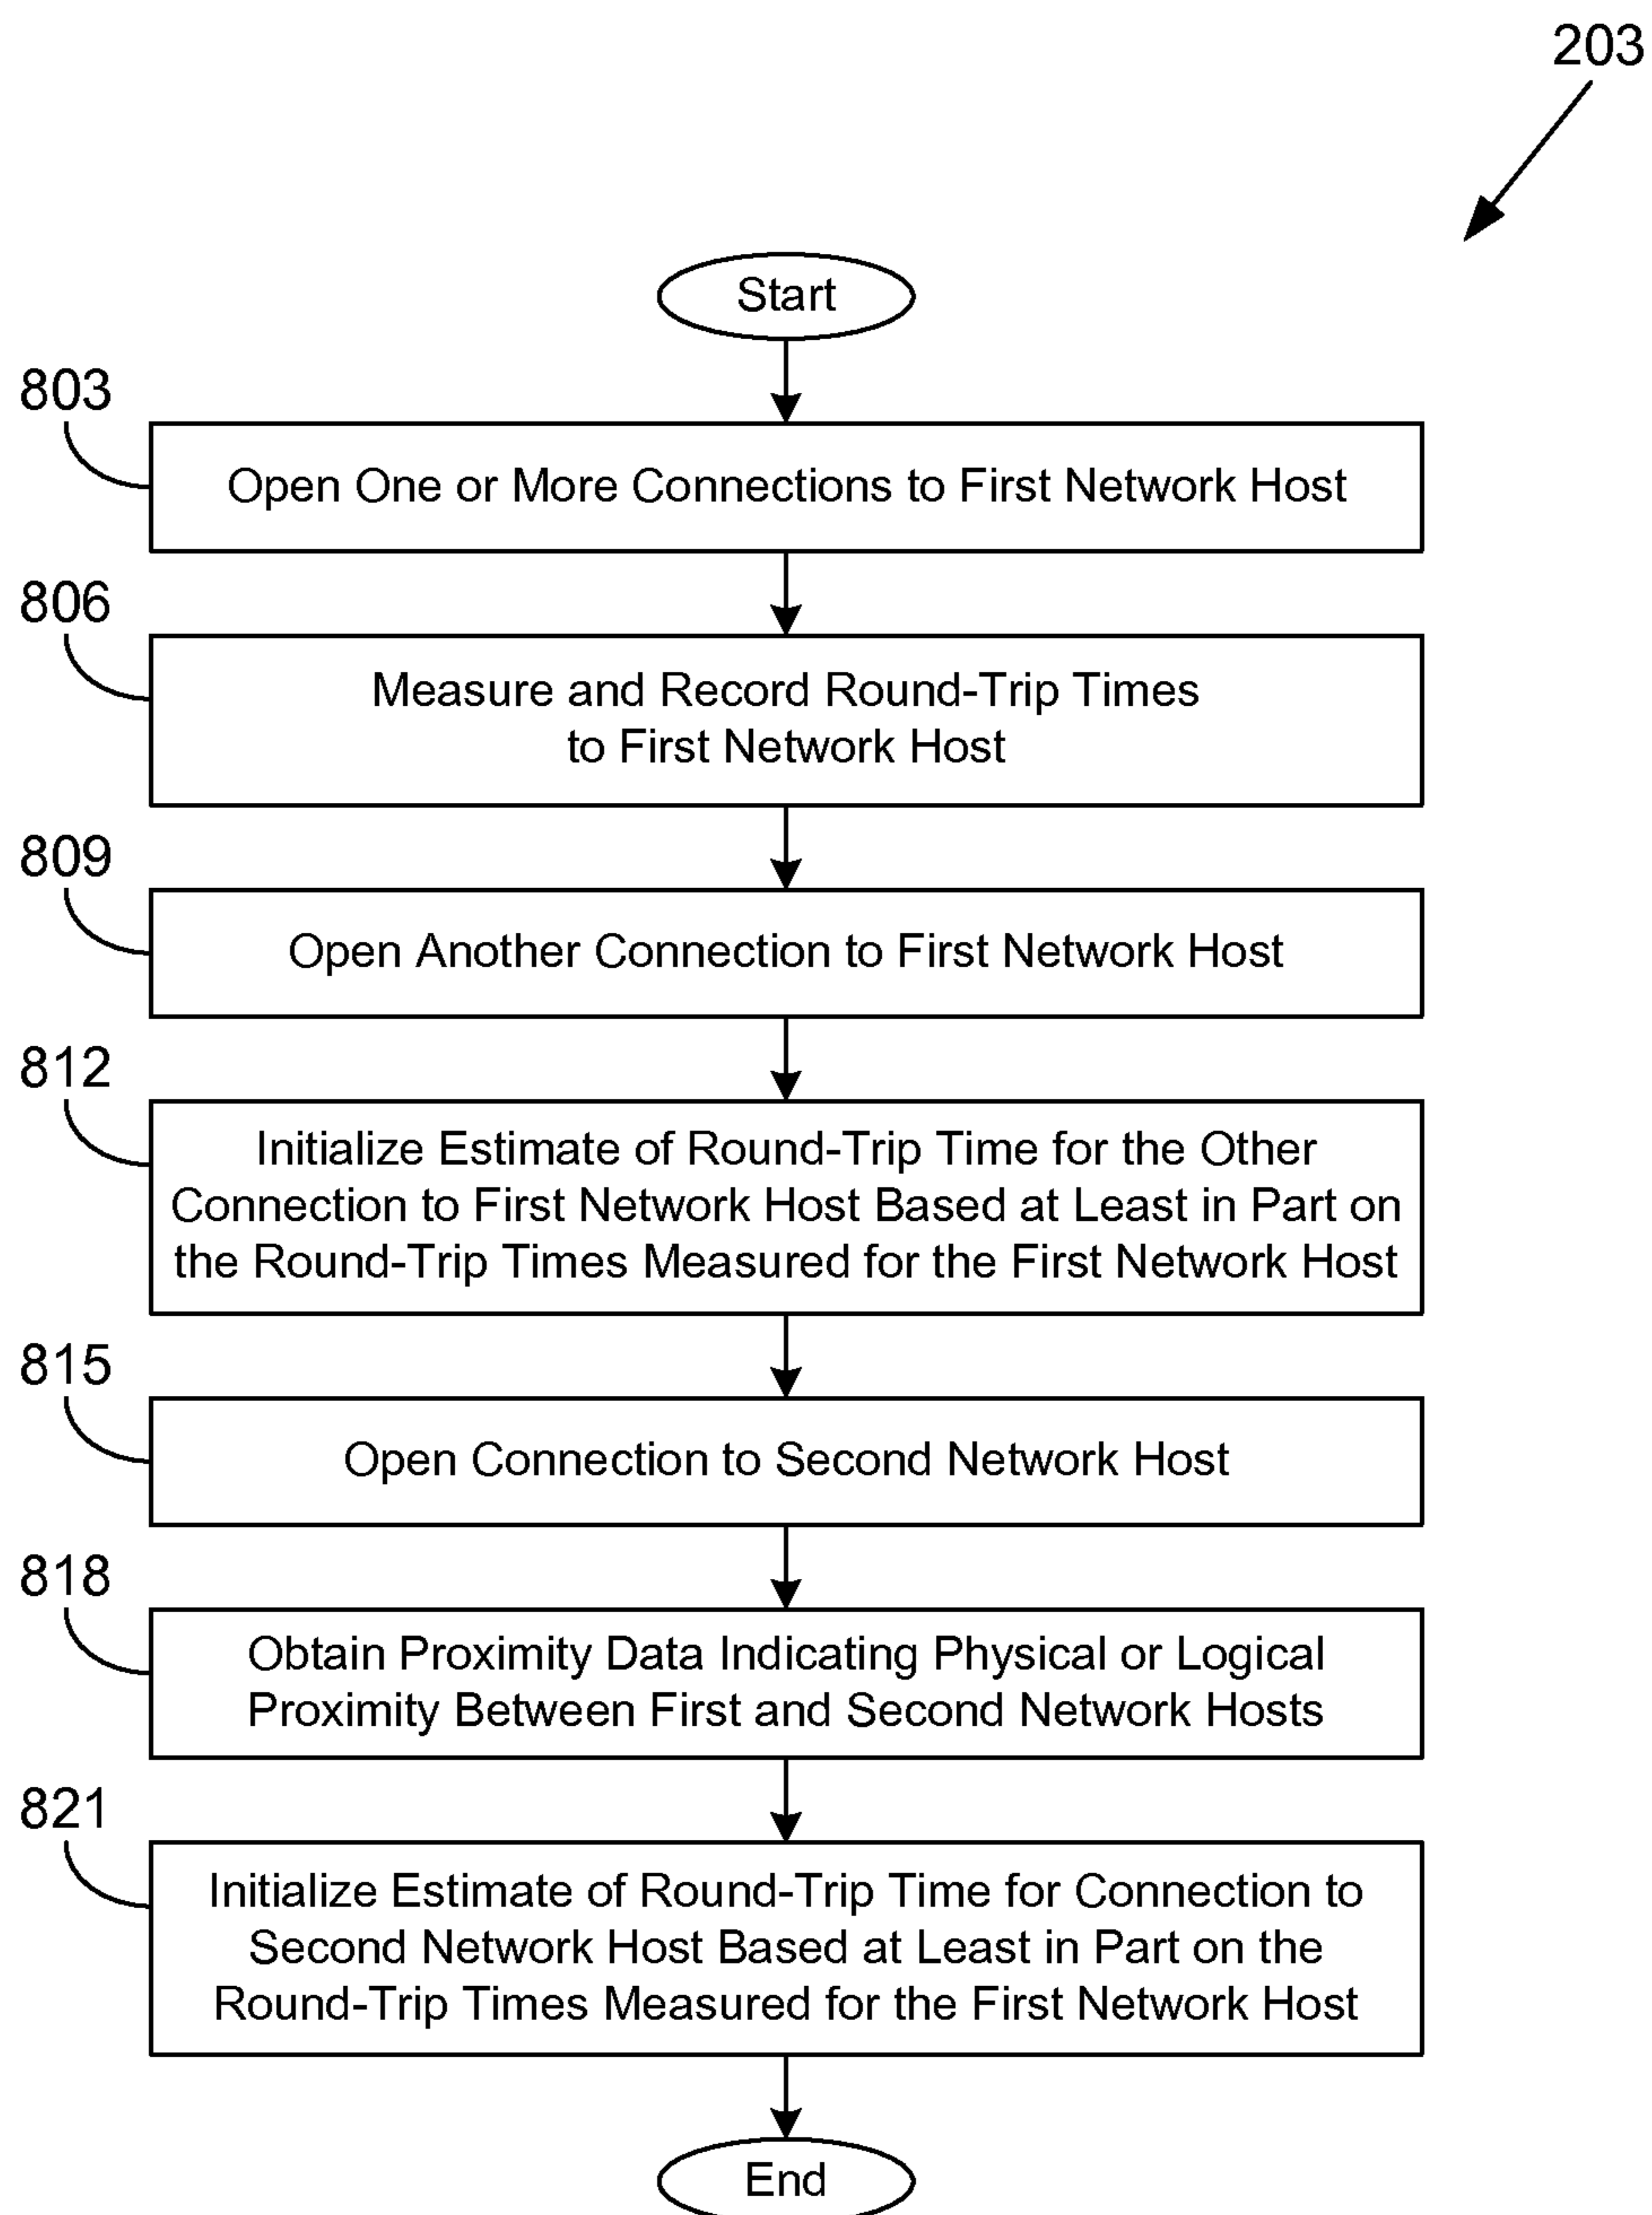 203
Start
803
Open One or More Connections to First Network Host
806
Measure and Record Round-Trip Times
to First Network Host
809
Open Another Connection to First Network Host
812
Initialize Estimate of Round-Trip Time for the Other
Connection to First Network Host Based at Least in Part on
the Round-Trip Times Measured for the First Network Host
815
Open Connection to Second Network Host
818
Obtain Proximity Data Indicating Physical or Logical
Proximity Between First and Second Network Hosts
821
Initialize Estimate of Round-Trip Time for Connection to
Second Network Host Based at Least in Part on the
Round-Trip Times Measured for the First Network Host
End